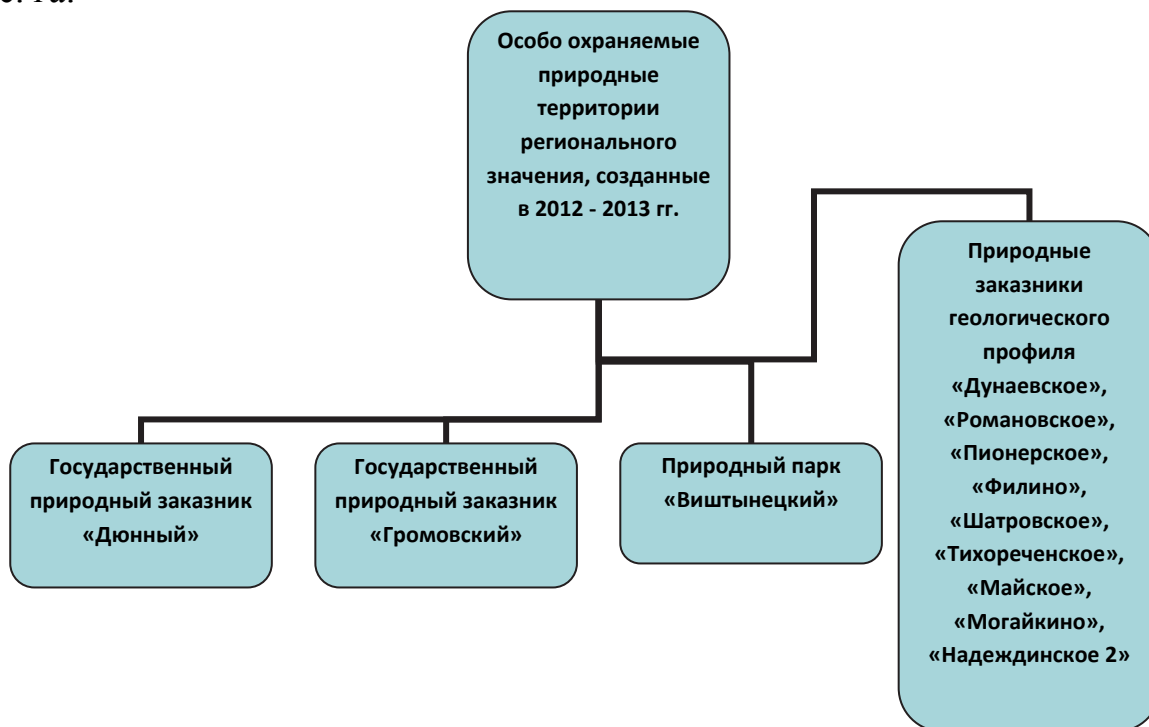 Особо охраняемые
природные
территории
регионального
значения, созданные
в 2012 - 2013 гг.
Природные
заказники
геологического
профиля
«Дунаевское»,
«Романовское»,
«Пионерское»,
«Филино»,
«Шатровское»,
«Тихореченское»,
«Майское»,
«Могайкино»,
«Надеждинское 2»
Государственный
природный заказник
«Дюнный»
Государственный
природный заказник
«Громовский»
Природный парк
«Виштынецкий»